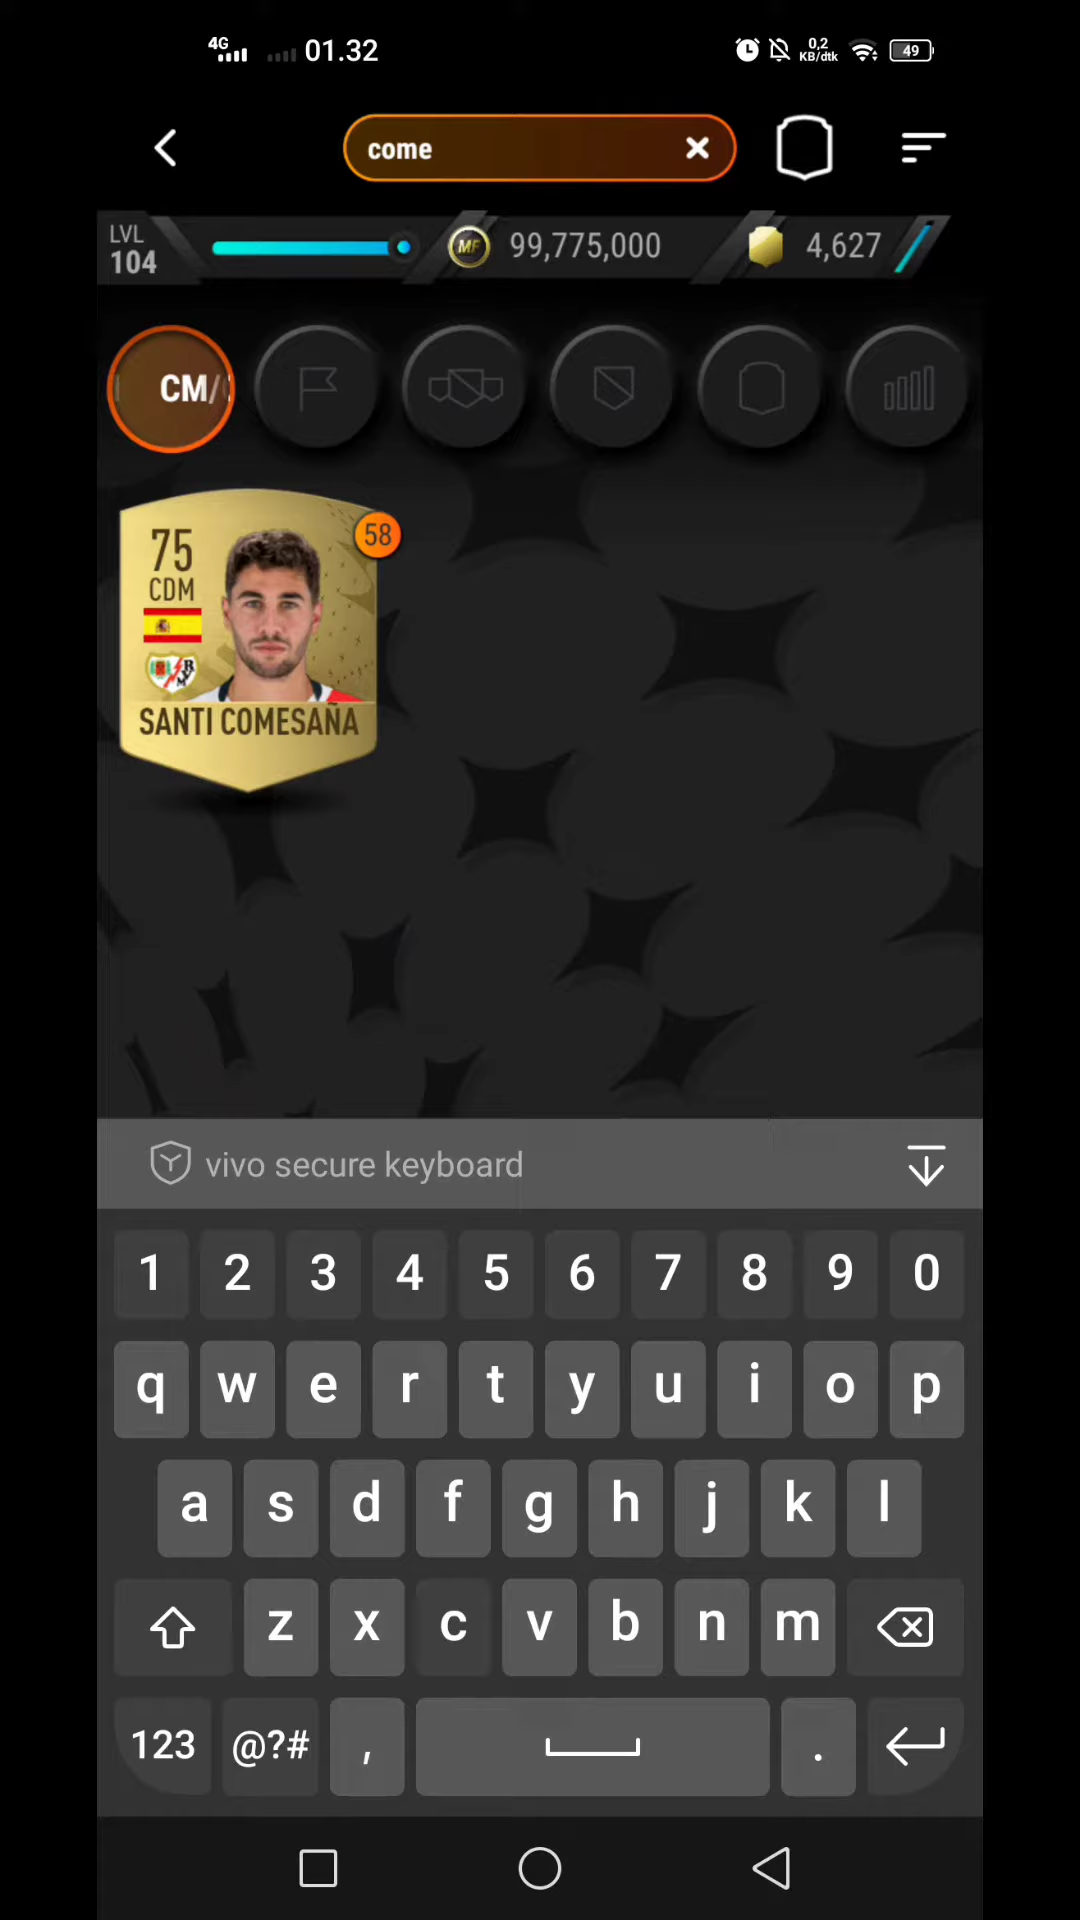 4G 01.32 0,2 KB/dtk 49
come
LVL 104 MF 99,775,000 4,627
CM/
58
75
CDM
SANTI COMESAÑA
vivo secure keyboard
1 2 3 4 5 6 7 8 9 0
q w e r t y u i o p
a s d f g h j k l
z x c v b n m
123 @?# , .